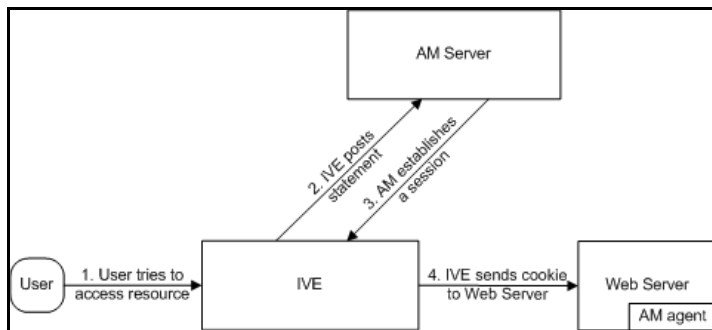 AM Server
2. IVE posts
statement
3. AM establishes
a session
User
1. User tries to
access resource
IVE
4. IVE sends cookie
to Web Server
Web Server
AM agent